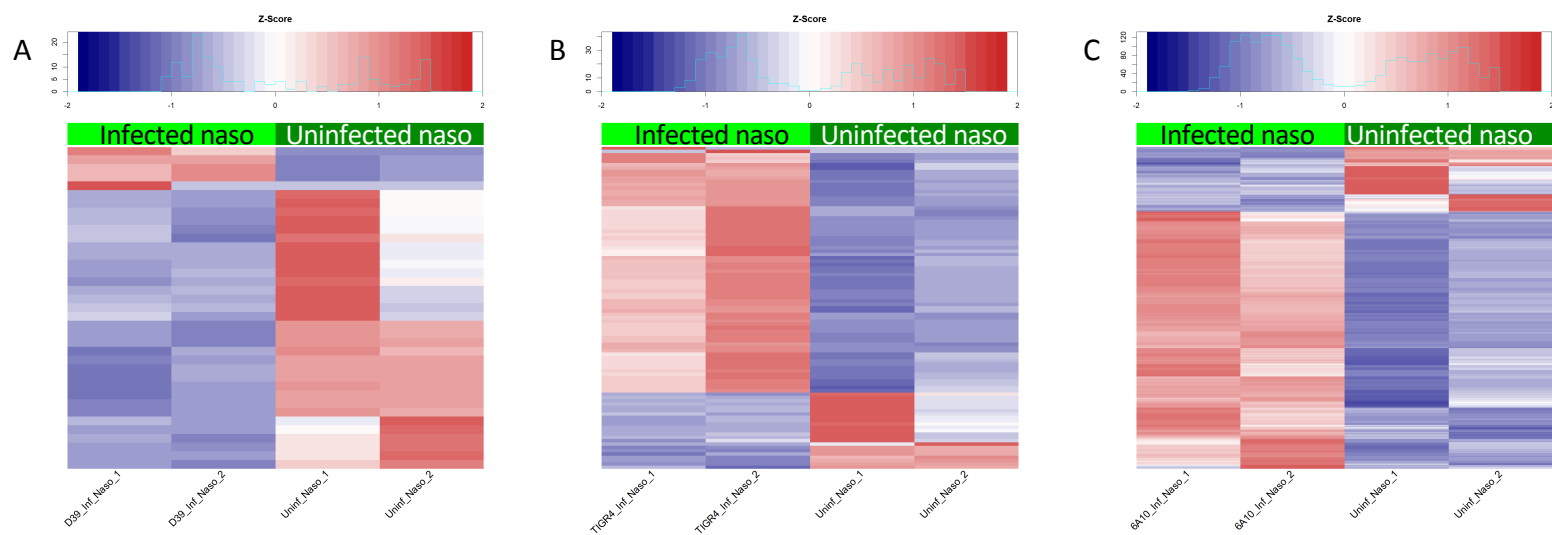 A
Z-Score
0 5 10 20
-2 -1 0 1 2
Infected naso Uninfected naso
D39_Inf_Naso_1 D39_Inf_Naso_2 Uninf_Naso_1 Uninf_Naso_2
B
Z-Score
0 10 30
-2 -1 0 1 2
Infected naso Uninfected naso
TIGR4_Inf_Naso_1 TIGR4_Inf_Naso_2 Uninf_Naso_1 Uninf_Naso_2
C
Z-Score
0 40 80 120
-2 -1 0 1 2
Infected naso Uninfected naso
6A10_Inf_Naso_1 6A10_Inf_Naso_2 Uninf_Naso_1 Uninf_Naso_2